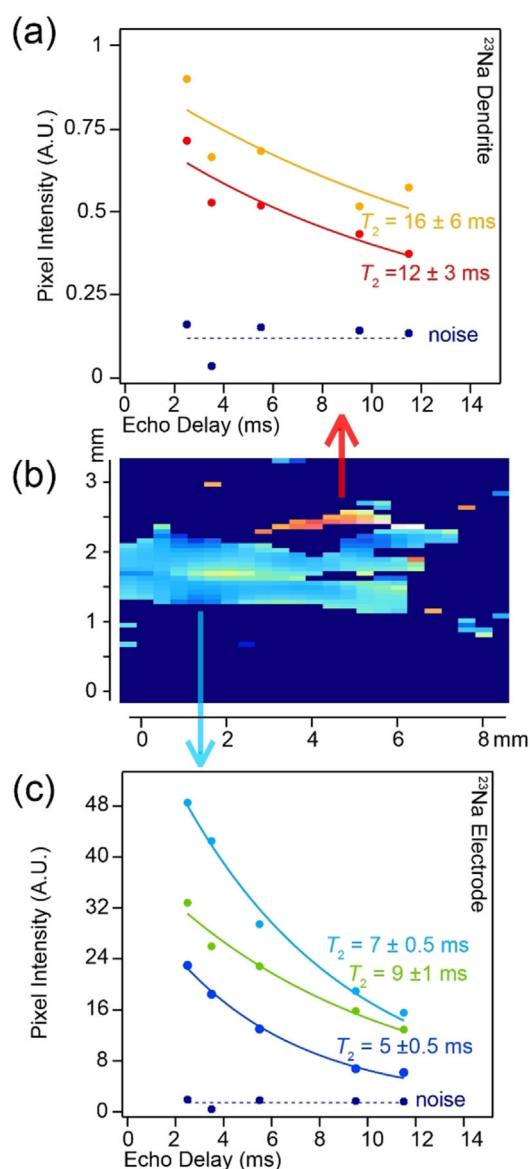 (a)
1
0.75
0.5
0.25
0
Pixel Intensity (A.U.)
²³Na Dendrite
T₂ = 16 ± 6 ms
T₂ =12 ± 3 ms
noise
0 2 4 6 8 10 12 14
Echo Delay (ms)
(b)
mm
3
2
1
0
0 2 4 6 8 mm
(c)
48
40
32
24
16
8
0
Pixel Intensity (A.U.)
²³Na Electrode
T₂ = 7 ± 0.5 ms
T₂ = 9 ±1 ms
T₂ = 5 ±0.5 ms
noise
0 2 4 6 8 10 12 14
Echo Delay (ms)